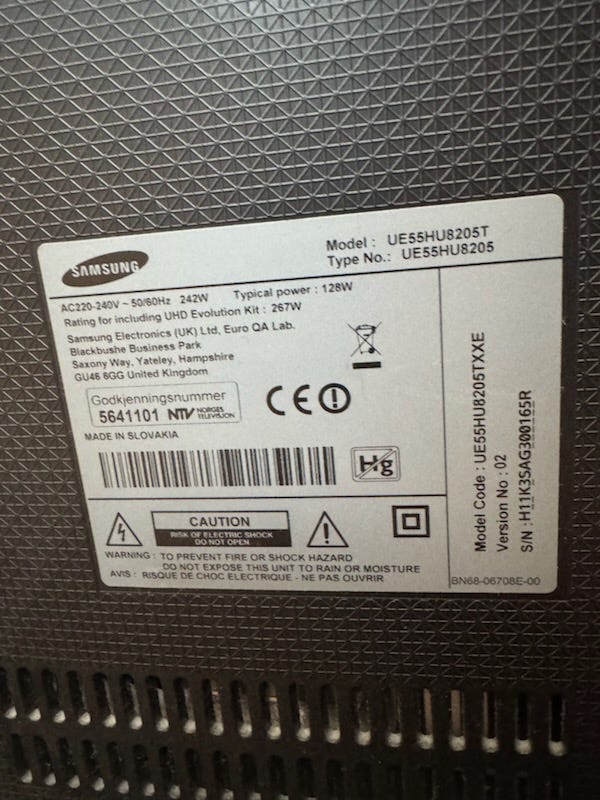 SAMSUNG
Model : UE55HU8205T
Type No.: UE55HU8205
AC220-240V ~ 50/60Hz 242W Typical power : 128W
Rating for including UHD Evolution Kit : 267W
Samsung Electronics (UK) Ltd, Euro QA Lab.
Blackbushe Business Park
Saxony Way, Yateley, Hampshire
GU46 6GG United Kingdom
Godkjenningsnummer
5641101 NTV NORGES TELEVISJON
CE
MADE IN SLOVAKIA
Hg
CAUTION
RISK OF ELECTRIC SHOCK
DO NOT OPEN
WARNING : TO PREVENT FIRE OR SHOCK HAZARD
DO NOT EXPOSE THIS UNIT TO RAIN OR MOISTURE
AVIS : RISQUE DE CHOC ELECTRIQUE - NE PAS OUVRIR
Model Code : UE55HU8205TXXE
Version No : 02
S/N : H11K3SAG300165R
BN68-06708E-00